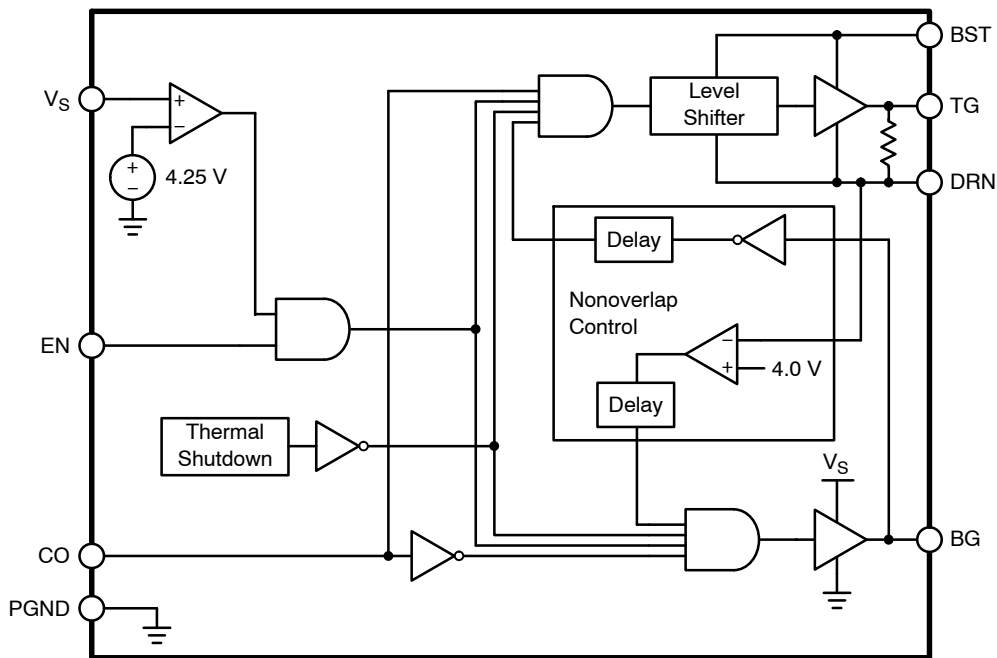 BST
V_S
+
−
Level
Shifter
TG
+
−
4.25 V
DRN
Delay
Nonoverlap
Control
EN
−
+
4.0 V
Delay
Thermal
Shutdown
V_S
CO
BG
PGND